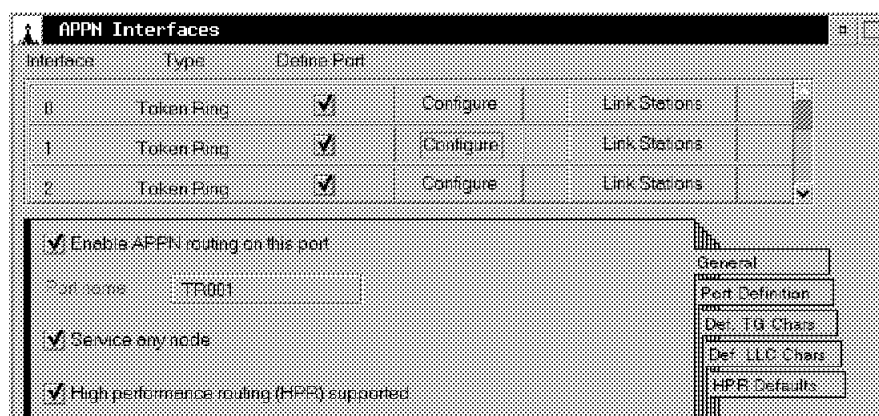 APPN Interfaces
Interface Type Define Port
0 Token Ring Configure Link Stations
1 Token Ring Configure Link Stations
2 Token Ring Configure Link Stations
Enable APPN routing on this port
Port name TR001
Service any node
High performance routing (HPR) supported
General
Port Definition
Def. TG Chars
Def. LLC Chars
HPR Defaults